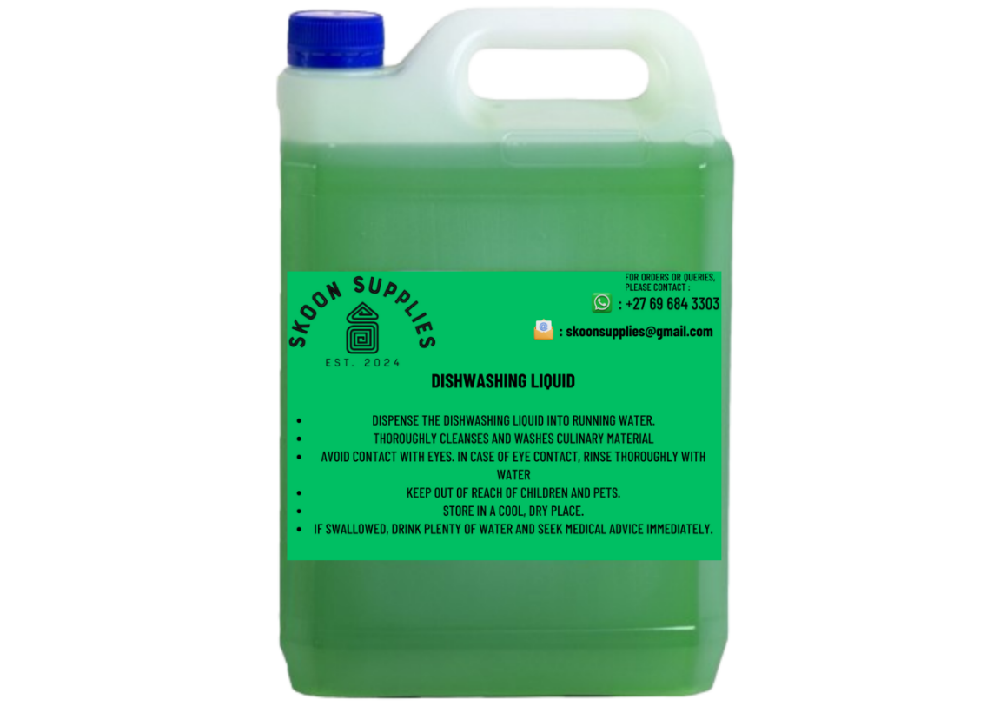 SKOON SUPPLIES
EST. 2024
FOR ORDERS OR QUERIES,
PLEASE CONTACT :
: +27 69 684 3303
: skoonsupplies@gmail.com
DISHWASHING LIQUID
• DISPENSE THE DISHWASHING LIQUID INTO RUNNING WATER.
• THOROUGHLY CLEANSES AND WASHES CULINARY MATERIAL
• AVOID CONTACT WITH EYES. IN CASE OF EYE CONTACT, RINSE THOROUGHLY WITH
WATER
• KEEP OUT OF REACH OF CHILDREN AND PETS.
• STORE IN A COOL, DRY PLACE.
• IF SWALLOWED, DRINK PLENTY OF WATER AND SEEK MEDICAL ADVICE IMMEDIATELY.